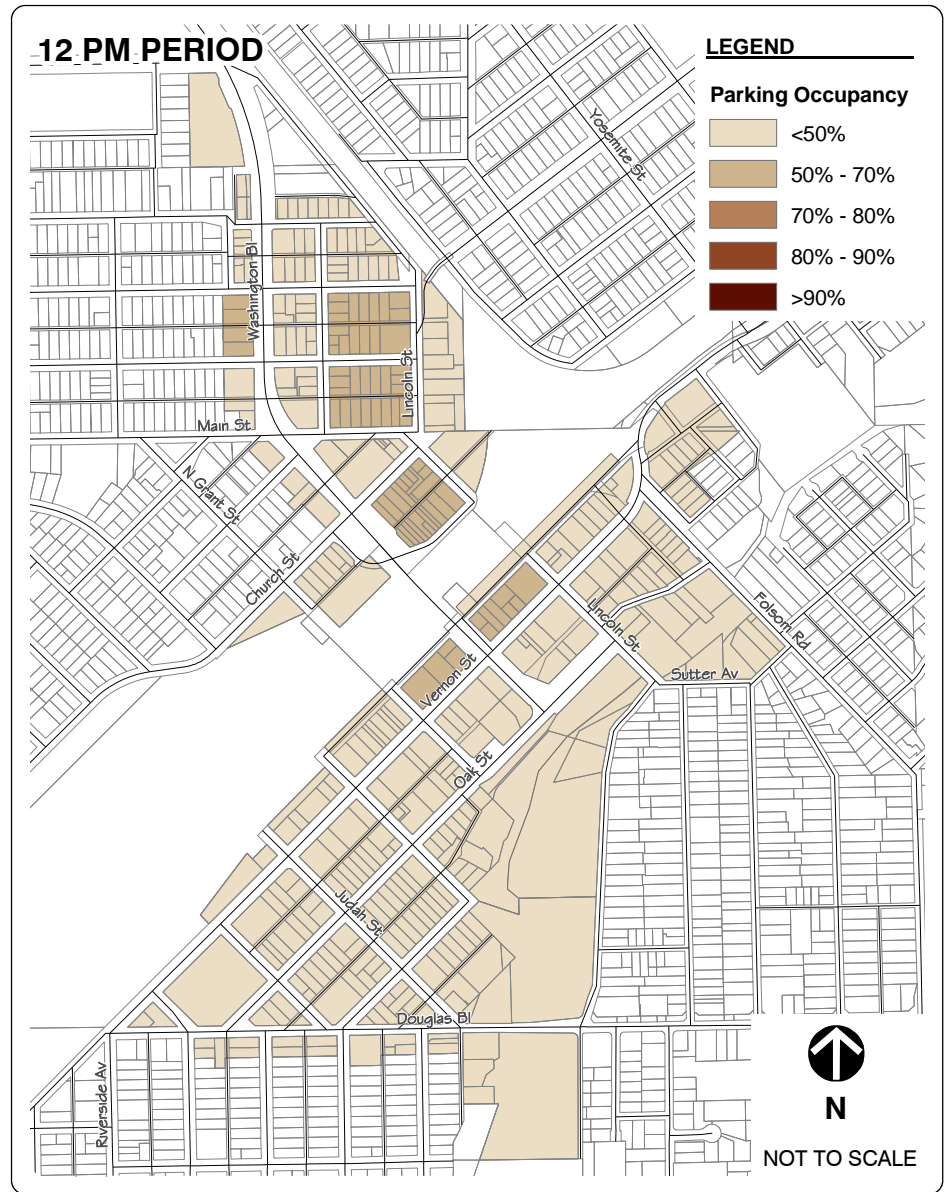 12 PM PERIOD
LEGEND
Parking Occupancy
<50%
50% - 70%
70% - 80%
80% - 90%
>90%
Yosemite St
Washington Bl
Lincoln St
Main St
N Grant St
Church St
Lincoln St
Folsom Rd
Sutter Av
Vernon St
Oak St
Judah St
Douglas Bl
Riverside Av
N
NOT TO SCALE